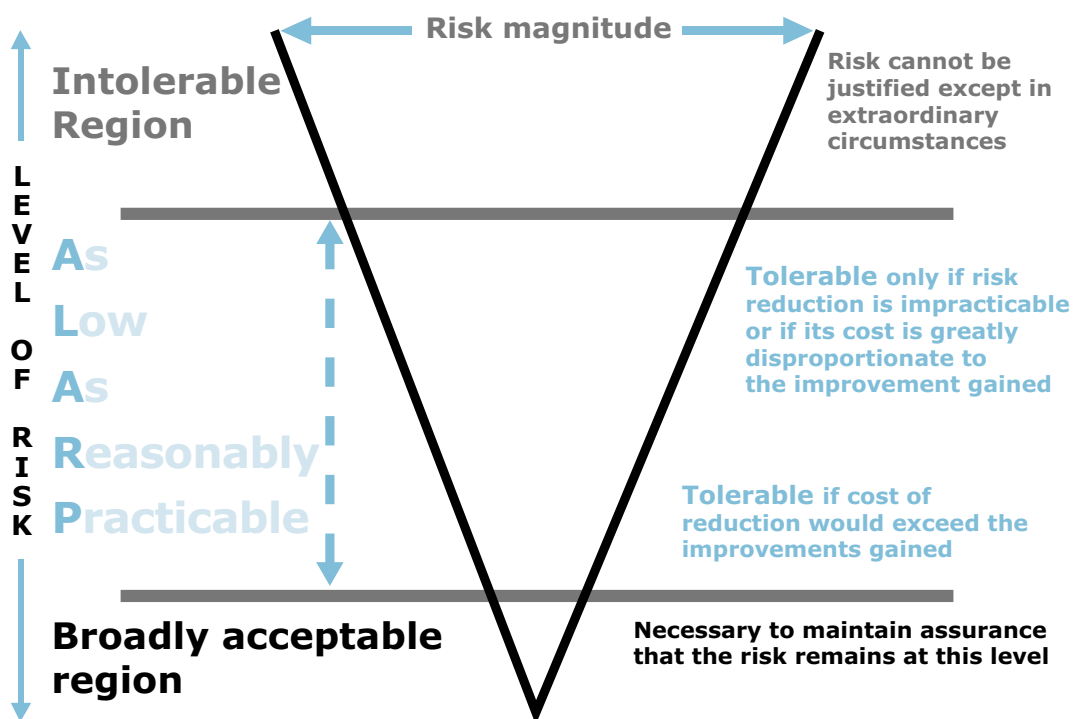 Risk magnitude
Intolerable
Region
Risk cannot be
justified except in
extraordinary
circumstances
LEVEL OF RISK
As
Low
As
Reasonably
Practicable
Tolerable only if risk
reduction is impracticable
or if its cost is greatly
disproportionate to
the improvement gained
Tolerable if cost of
reduction would exceed the
improvements gained
Broadly acceptable
region
Necessary to maintain assurance
that the risk remains at this level